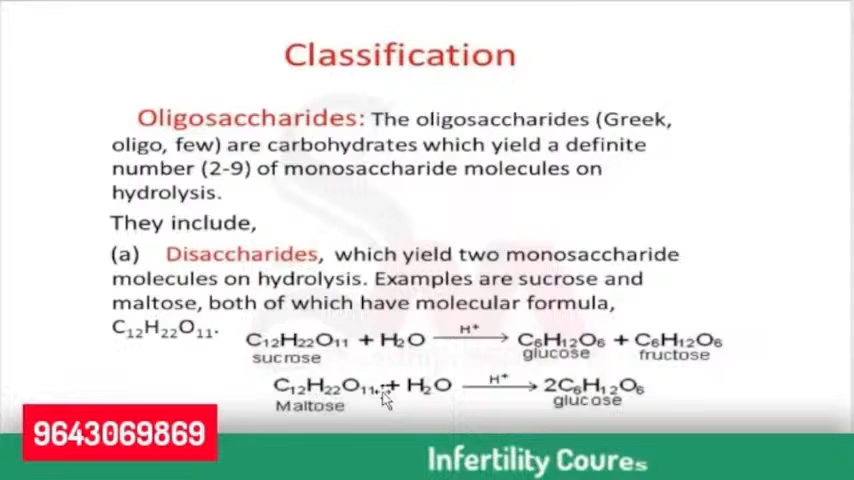 Classification
Oligosaccharides: The oligosaccharides (Greek,
oligo, few) are carbohydrates which yield a definite
number (2-9) of monosaccharide molecules on
hydrolysis.
They include,
(a) Disaccharides, which yield two monosaccharide
molecules on hydrolysis. Examples are sucrose and
maltose, both of which have molecular formula,
C₁₂H₂₂O₁₁.
C₁₂H₂₂O₁₁ + H₂O —H⁺→ C₆H₁₂O₆ + C₆H₁₂O₆
sucrose glucose fructose
C₁₂H₂₂O₁₁ + H₂O —H⁺→ 2C₆H₁₂O₆
Maltose glucose
9643069869
Infertility Coures